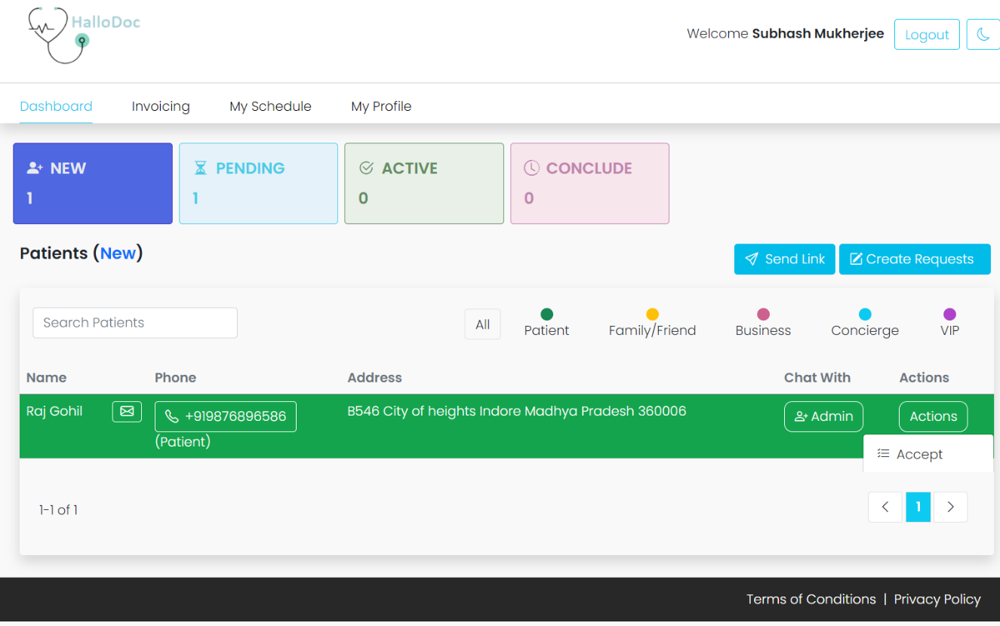 HalloDoc
Welcome Subhash Mukherjee Logout
Dashboard Invoicing My Schedule My Profile
NEW PENDING ACTIVE CONCLUDE
1 1 0 0
Patients (New)
Send Link Create Requests
Search Patients All Patient Family/Friend Business Concierge VIP
Name Phone Address Chat With Actions
Raj Gohil +919876896586 B546 City of heights Indore Madhya Pradesh 360006 Admin Actions
(Patient)
Accept
1-1 of 1 < 1 >
Terms of Conditions | Privacy Policy